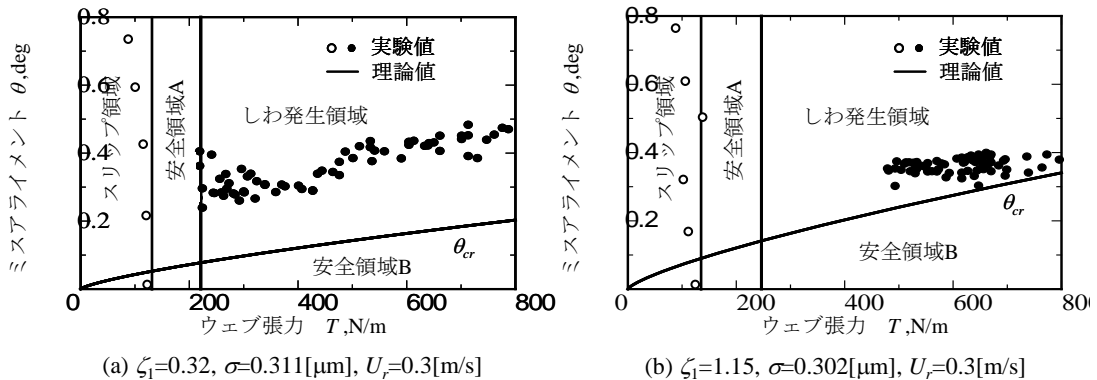 0.8
0.6
0.4
0.2
0
ミスアライメント θ,deg
スリップ領域
安全領域A
実験値
理論値
しわ発生領域
θcr
安全領域B
0 200 400 600 800
ウェブ張力 T,N/m
(a) ζ1=0.32, σ=0.311[μm], Ur=0.3[m/s]
0.8
0.6
0.4
0.2
0
ミスアライメント θ,deg
スリップ領域
安全領域A
実験値
理論値
しわ発生領域
θcr
安全領域B
0 200 400 600 800
ウェブ張力 T,N/m
(b) ζ1=1.15, σ=0.302[μm], Ur=0.3[m/s]